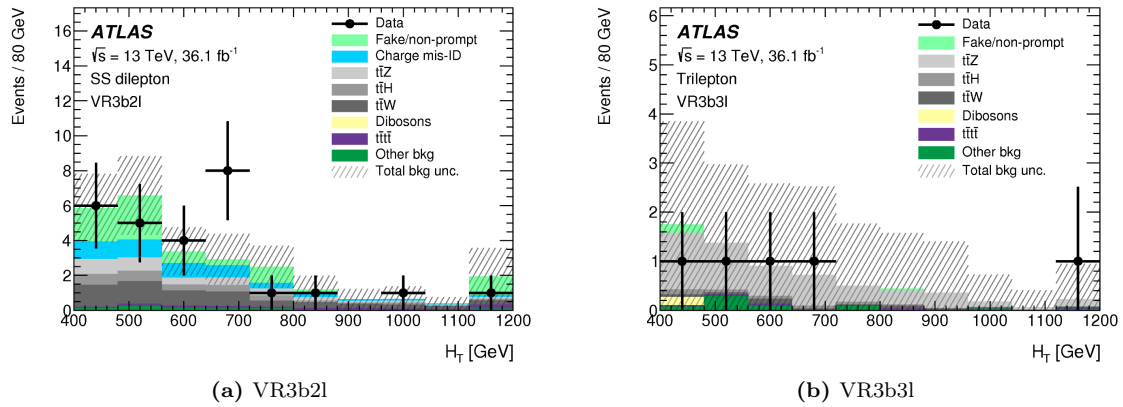 Events / 80 GeV
16
14
12
10
8
6
4
2
0
ATLAS
√s = 13 TeV, 36.1 fb⁻¹
SS dilepton
VR3b2l
Data
Fake/non-prompt
Charge mis-ID
tt̄Z
tt̄H
tt̄W
Dibosons
tt̄tt̄
Other bkg
Total bkg unc.
400 500 600 700 800 900 1000 1100 1200
H_T [GeV]
(a) VR3b2l
Events / 80 GeV
6
5
4
3
2
1
0
ATLAS
√s = 13 TeV, 36.1 fb⁻¹
Trilepton
VR3b3l
Data
Fake/non-prompt
tt̄Z
tt̄H
tt̄W
Dibosons
tt̄tt̄
Other bkg
Total bkg unc.
400 500 600 700 800 900 1000 1100 1200
H_T [GeV]
(b) VR3b3l